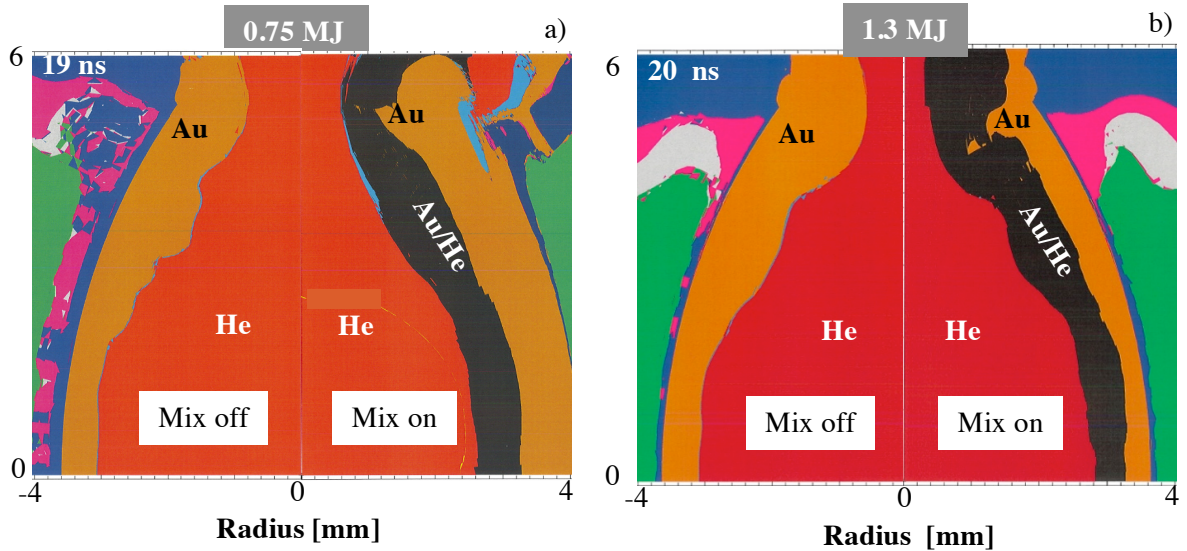 0.75 MJ
a)
6
19 ns
Au
Au
Au/He
He
He
Mix off
Mix on
0
-4
0
4
Radius [mm]
1.3 MJ
b)
6
20 ns
Au
Au
Au/He
He
He
Mix off
Mix on
0
-4
0
4
Radius [mm]